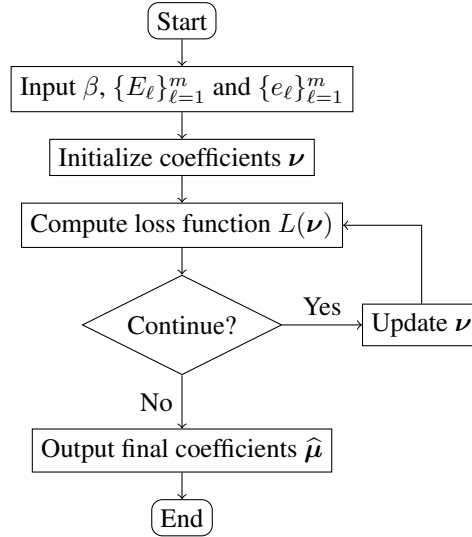 Start
Input β, {E_ℓ}_{ℓ=1}^m and {e_ℓ}_{ℓ=1}^m
Initialize coefficients ν
Compute loss function L(ν)
Continue?
Yes
Update ν
No
Output final coefficients μ̂
End